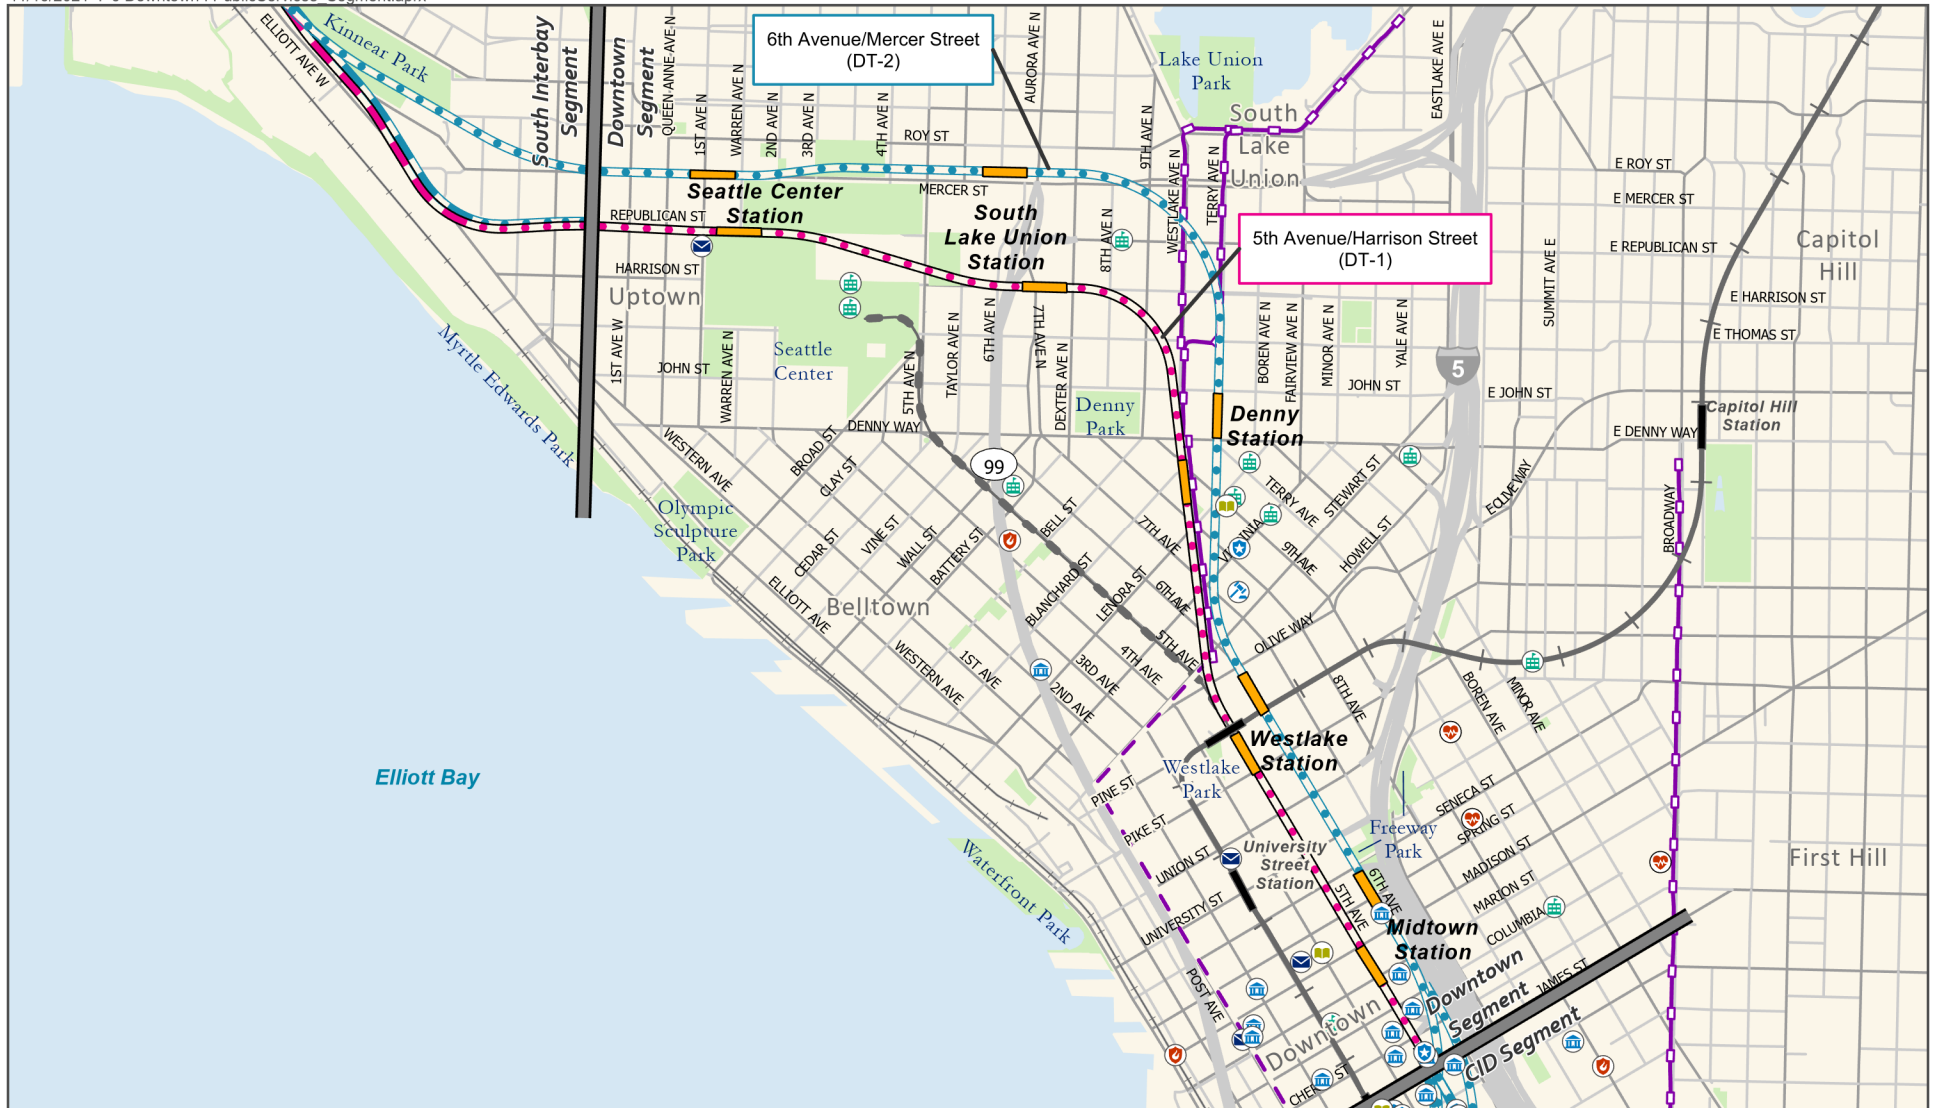 Kinnear Park
ELLIOTT AVE W
South Interbay
Segment
Downtown
Segment
QUEEN ANNE AVE N
1ST AVE N
WARREN AVE N
2ND AVE N
3RD AVE N
4TH AVE N
6th Avenue/Mercer Street
(DT-2)
AURORA AVE N
ROY ST
MERCER ST
9TH AVE N
Lake Union
Park
South
Lake
Union
WESTLAKE AVE N
TERRY AVE N
EASTLAKE AVE E
E ROY ST
E MERCER ST
E REPUBLICAN ST
Capitol
Hill
E HARRISON ST
E THOMAS ST
SUMMIT AVE E
Seattle Center
Station
REPUBLICAN ST
South
Lake Union
Station
8TH AVE N
5th Avenue/Harrison Street
(DT-1)
HARRISON ST
Uptown
1ST AVE W
JOHN ST
WARREN AVE N
Seattle
Center
5TH AVE N
TAYLOR AVE N
6TH AVE N
7TH AVE N
DEXTER AVE N
DENNY WAY
Denny
Park
BOREN AVE N
FAIRVIEW AVE N
MINOR AVE N
YALE AVE N
JOHN ST
5
E JOHN ST
E DENNY WAY
Capitol Hill
Station
Denny
Station
Myrtle Edwards Park
WESTERN AVE
BROAD ST
CLAY ST
99
Olympic
Sculpture
Park
CEDAR ST
VINE ST
WALL ST
BATTERY ST
BELL ST
7TH AVE
TERRY AVE
STEWART ST
9TH AVE
HOWELL ST
BROADWAY
ELLIOTT AVE
Belltown
BLANCHARD ST
LENORA ST
6TH AVE
5TH AVE
OLIVE WAY
WESTERN AVE
1ST AVE
2ND AVE
3RD AVE
4TH AVE
8TH AVE
BOREN AVE
MINOR AVE
Westlake
Station
Westlake
Park
Elliott Bay
PINE ST
PIKE ST
UNION ST
UNIVERSITY ST
University
Street
Station
Freeway
Park
SENECA ST
SPRING ST
MADISON ST
MARION ST
COLUMBIA
First Hill
Waterfront Park
5TH AVE
6TH AVE
Midtown
Station
POST AVE
Downtown
Downtown
Segment
JAMES ST
CID Segment